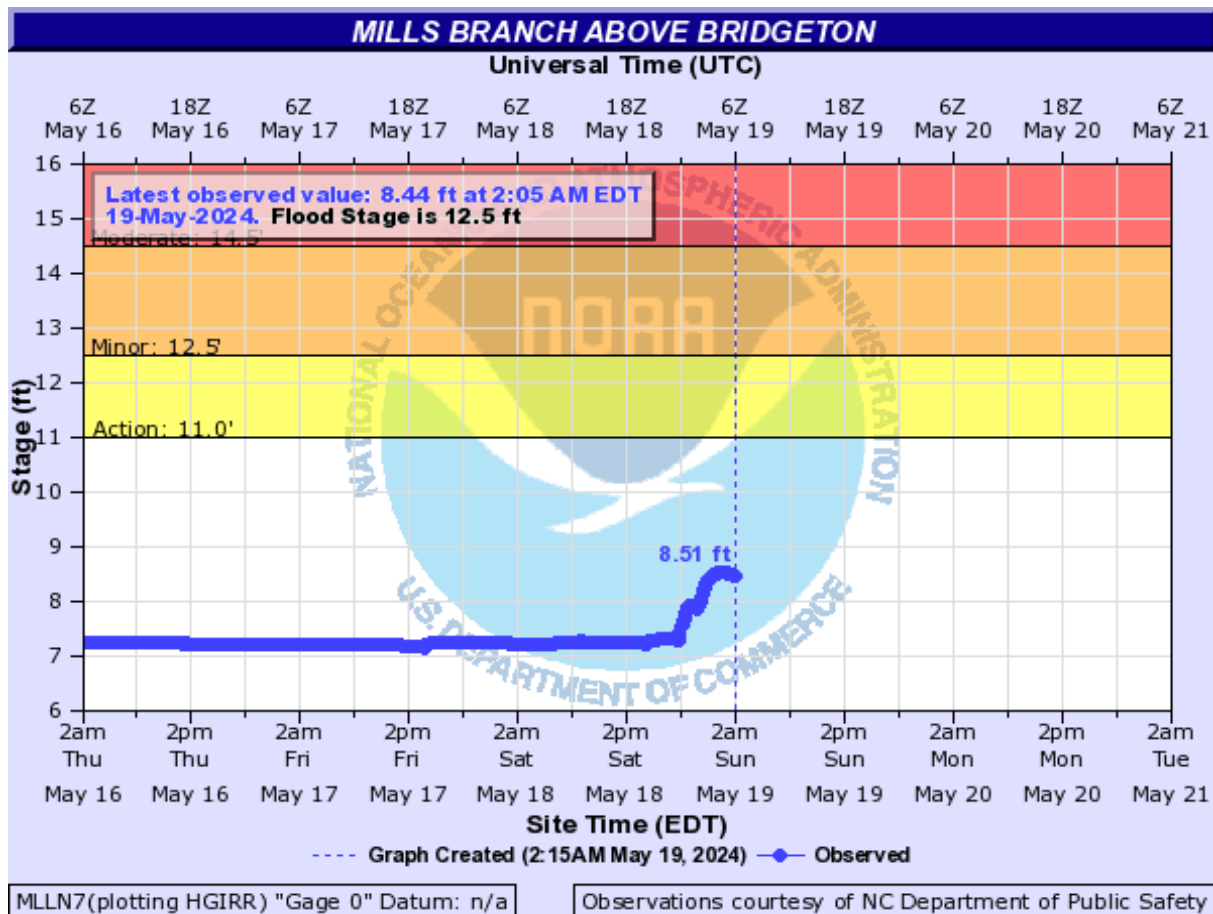 MILLS BRANCH ABOVE BRIDGETON
Universal Time (UTC)
6Z 18Z 6Z 18Z 6Z 18Z 6Z 18Z 6Z 18Z 6Z
May 16 May 16 May 17 May 17 May 18 May 18 May 19 May 19 May 20 May 20 May 21
16
Latest observed value: 8.44 ft at 2:05 AM EDT
19-May-2024. Flood Stage is 12.5 ft
15
Moderate: 14.5'
14
13
Minor: 12.5'
12
Action: 11.0'
11
10
9
8.51 ft
8
7
6
Stage (ft)
NATIONAL OCEANIC AND ATMOSPHERIC ADMINISTRATION
NOAA
U.S. DEPARTMENT OF COMMERCE
2am 2pm 2am 2pm 2am 2pm 2am 2pm 2am 2pm 2am
Thu Thu Fri Fri Sat Sat Sun Sun Mon Mon Tue
May 16 May 16 May 17 May 17 May 18 May 18 May 19 May 19 May 20 May 20 May 21
Site Time (EDT)
Graph Created (2:15AM May 19, 2024) Observed
MLLN7(plotting HGIRR) "Gage 0" Datum: n/a
Observations courtesy of NC Department of Public Safety